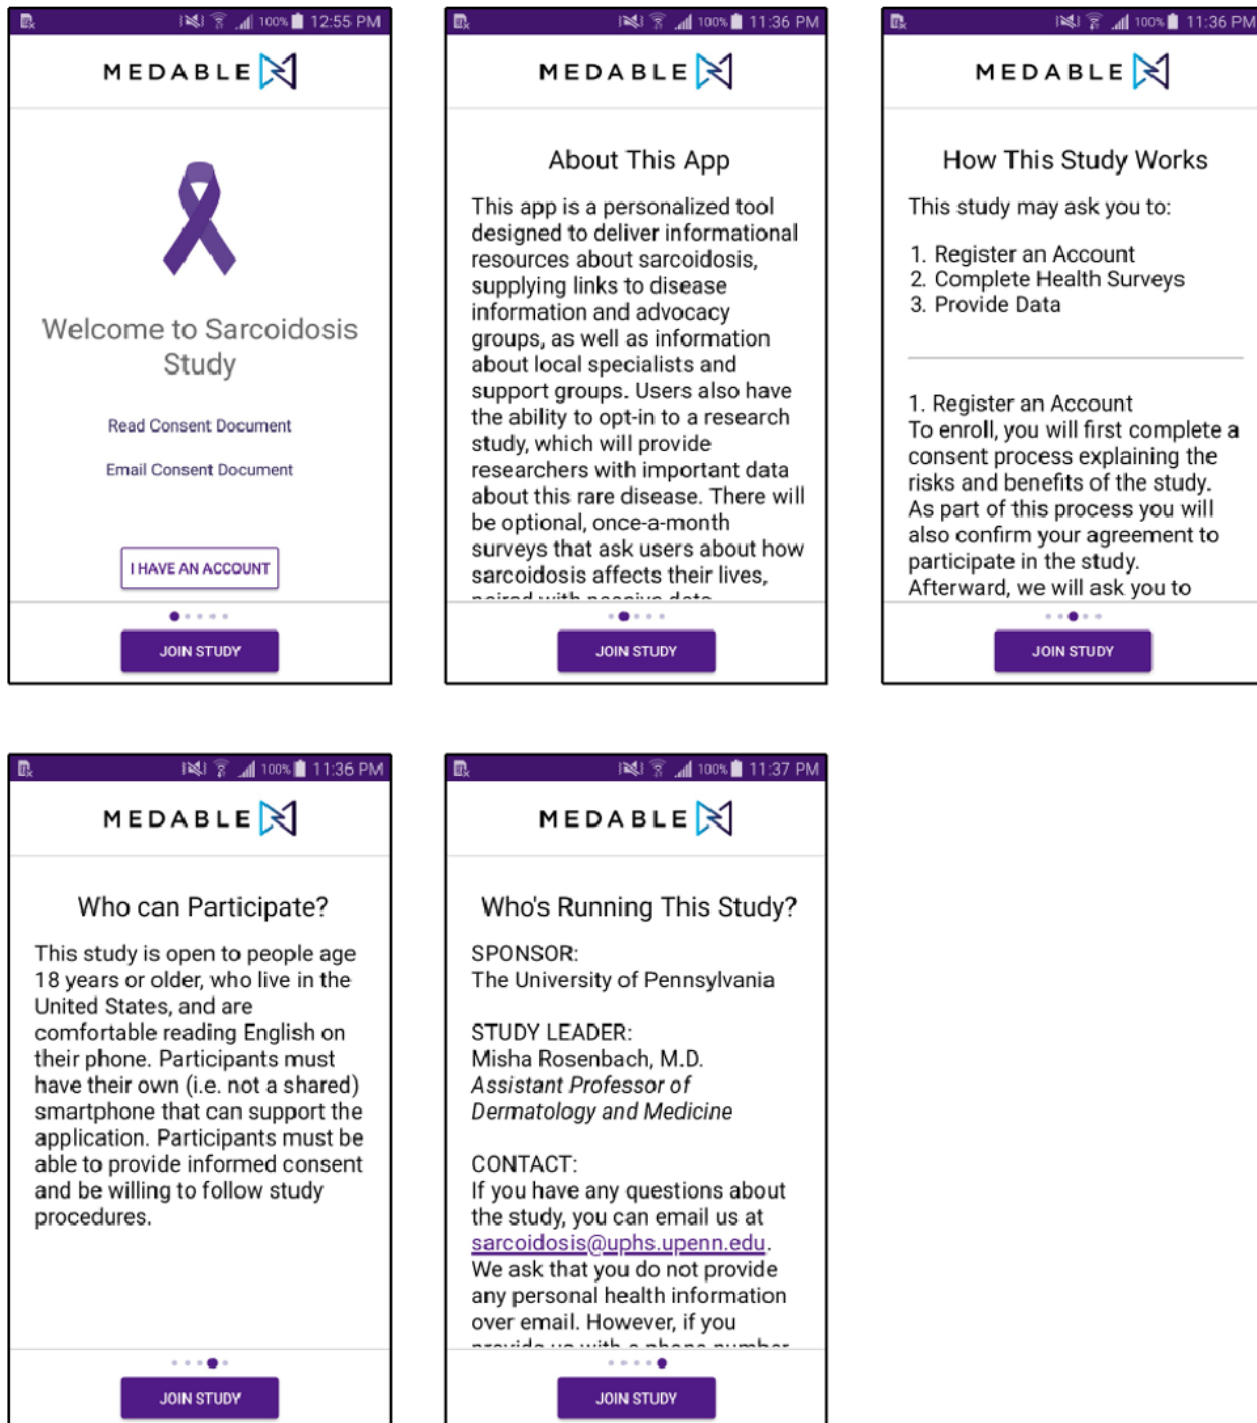 100% 12:55 PM
MEDABLE
Welcome to Sarcoidosis
Study
Read Consent Document
Email Consent Document
I HAVE AN ACCOUNT
JOIN STUDY
100% 11:36 PM
MEDABLE
About This App
This app is a personalized tool
designed to deliver informational
resources about sarcoidosis,
supplying links to disease
information and advocacy
groups, as well as information
about local specialists and
support groups. Users also have
the ability to opt-in to a research
study, which will provide
researchers with important data
about this rare disease. There will
be optional, once-a-month
surveys that ask users about how
sarcoidosis affects their lives,
paired with passive data
JOIN STUDY
100% 11:36 PM
MEDABLE
How This Study Works
This study may ask you to:
1. Register an Account
2. Complete Health Surveys
3. Provide Data
1. Register an Account
To enroll, you will first complete a
consent process explaining the
risks and benefits of the study.
As part of this process you will
also confirm your agreement to
participate in the study.
Afterward, we will ask you to
JOIN STUDY
100% 11:36 PM
MEDABLE
Who can Participate?
This study is open to people age
18 years or older, who live in the
United States, and are
comfortable reading English on
their phone. Participants must
have their own (i.e. not a shared)
smartphone that can support the
application. Participants must be
able to provide informed consent
and be willing to follow study
procedures.
JOIN STUDY
100% 11:37 PM
MEDABLE
Who's Running This Study?
SPONSOR:
The University of Pennsylvania
STUDY LEADER:
Misha Rosenbach, M.D.
Assistant Professor of
Dermatology and Medicine
CONTACT:
If you have any questions about
the study, you can email us at
sarcoidosis@uphs.upenn.edu.
We ask that you do not provide
any personal health information
over email. However, if you
provide us with a phone number
JOIN STUDY